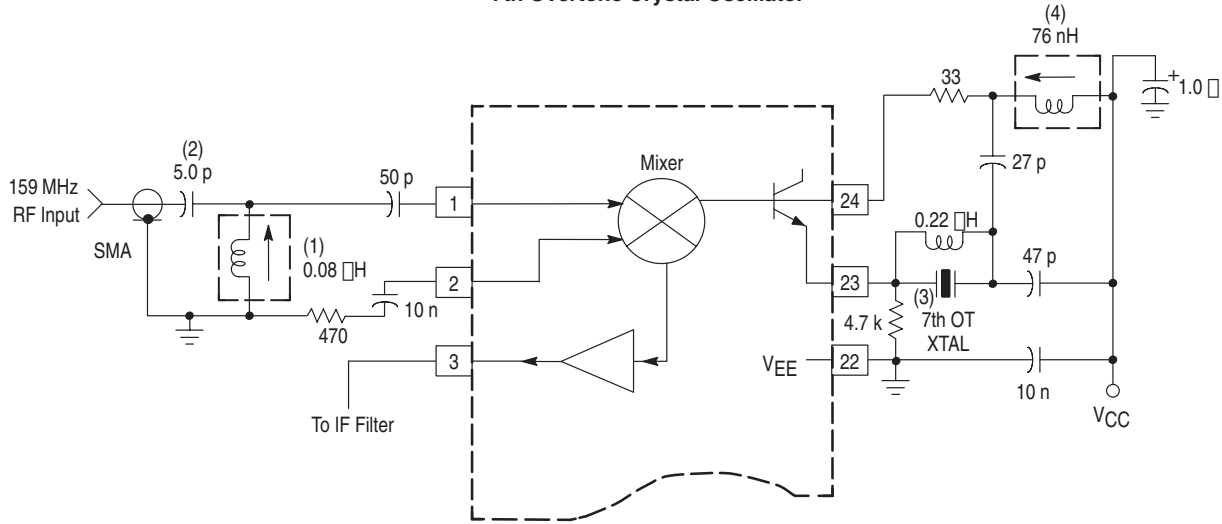 7th Overtone Crystal Oscillator
(4)
76 nH
33
+
1.0 □
(2)
5.0 p
50 p
Mixer
27 p
159 MHz
RF Input
1
24
SMA
(1)
0.08 □H
0.22 □H
2
23
47 p
10 n
(3)
7th OT
XTAL
470
4.7 k
3
VEE
22
10 n
To IF Filter
VCC